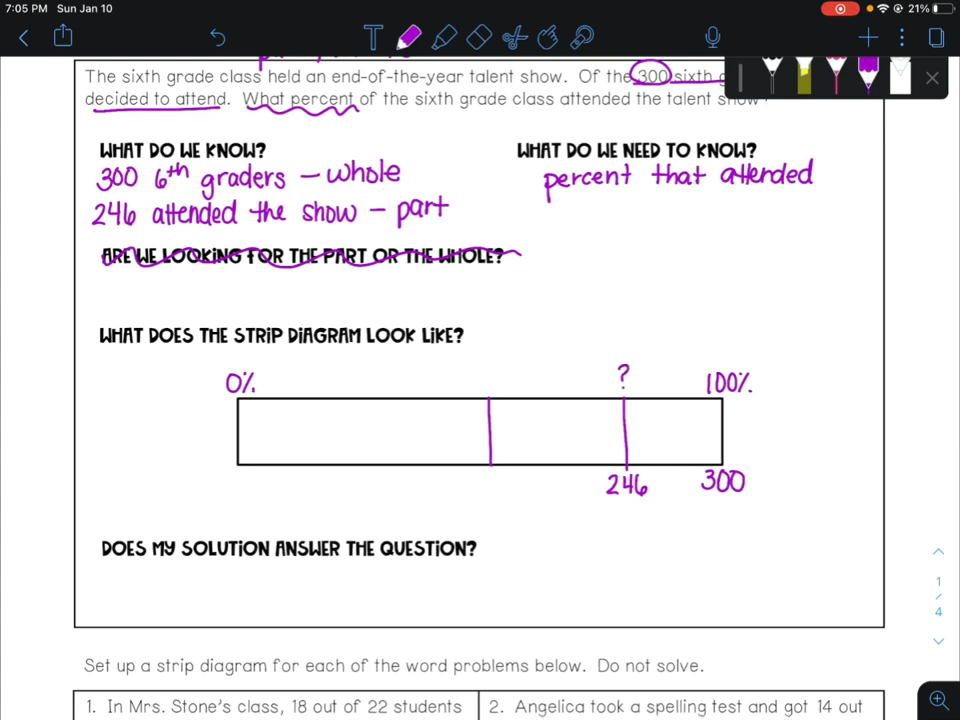 7:05 PM Sun Jan 10
21%
T
The sixth grade class held an end-of-the-year talent show. Of the 300 sixth
decided to attend. What percent of the sixth grade class attended the talent show?
WHAT DO WE KNOW?
WHAT DO WE NEED TO KNOW?
300 6th graders - whole
percent that attended
246 attended the show - part
ARE WE LOOKING FOR THE PART OR THE WHOLE?
WHAT DOES THE STRIP DIAGRAM LOOK LIKE?
0% ? 100%
246 300
DOES MY SOLUTION ANSWER THE QUESTION?
1
/
4
Set up a strip diagram for each of the word problems below. Do not solve.
1. In Mrs. Stone's class, 18 out of 22 students
2. Angelica took a spelling test and got 14 out